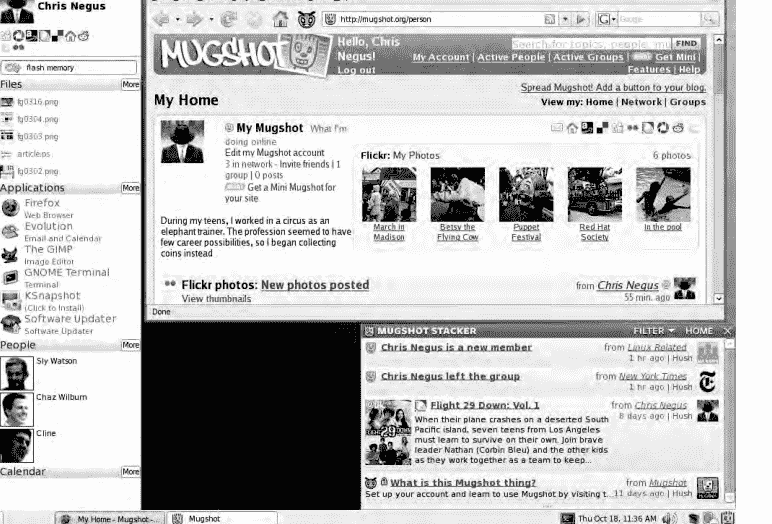 Chris Negus
flash memory
Files More
fg0316.png
fg0304.png
fg0303.png
article.ps
fg0302.png
Applications More
Firefox
Web Browser
Evolution
Email and Calendar
The GIMP
Image Editor
GNOME Terminal
Terminal
KSnapshot
(Click to Install)
Software Updater
Software Updater
People More
Sly Watson
Chaz Wilburn
Cline
Calendar More
http://mugshot.org/person
G Google
MUGSHOT
Hello, Chris
Negus!
Log out
Search for topics, people, mu FIND
My Account | Active People | Active Groups | Get Mini |
Features | Help
Spread Mugshot! Add a button to your blog.
My Home
View my: Home | Network | Groups
My Mugshot What I'm
doing online
Edit my Mugshot account
3 in network - Invite friends | 1
group | 0 posts
Get a Mini Mugshot for
your site
During my teens, I worked in a circus as an
elephant trainer. The profession seemed to have
few career possibilities, so I began collecting
coins instead
Flickr: My Photos 6 photos
March in
Madison
Betsy the
Flying Cow
Puppet
Festival
Red Hat
Society
In the pool
Flickr photos: New photos posted
from Chris Negus
View thumbnails
55 min. ago
Done
MUGSHOT STACKER FILTER HOME X
Chris Negus is a new member
from Linux Related
1 hr ago | Hush
Chris Negus left the group
from New York Times
1 hr ago | Hush
Flight 29 Down: Vol. 1
from Chris Negus
8 days ago | Hush
When their plane crashes on a deserted South
Pacific island, seven teens from Los Angeles
must learn to survive on their own. Join brave
leader Nathan (Corbin Bleu) and the other kids
as they work together as a team to keep...
What is this Mugshot thing?
from Mugshot
Set up your account and learn to use Mugshot by visiting t...
11 days ago | Hush
My Home - Mugshot -...
Mugshot
Thu Oct 18, 11:36 AM